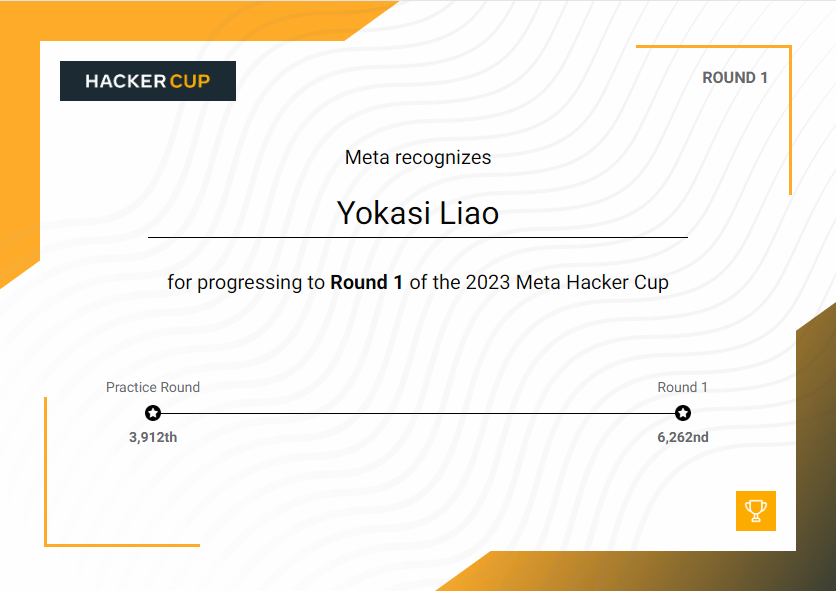 HACKER CUP
ROUND 1
Meta recognizes
Yokasi Liao
for progressing to Round 1 of the 2023 Meta Hacker Cup
Practice Round
Round 1
3,912th
6,262nd